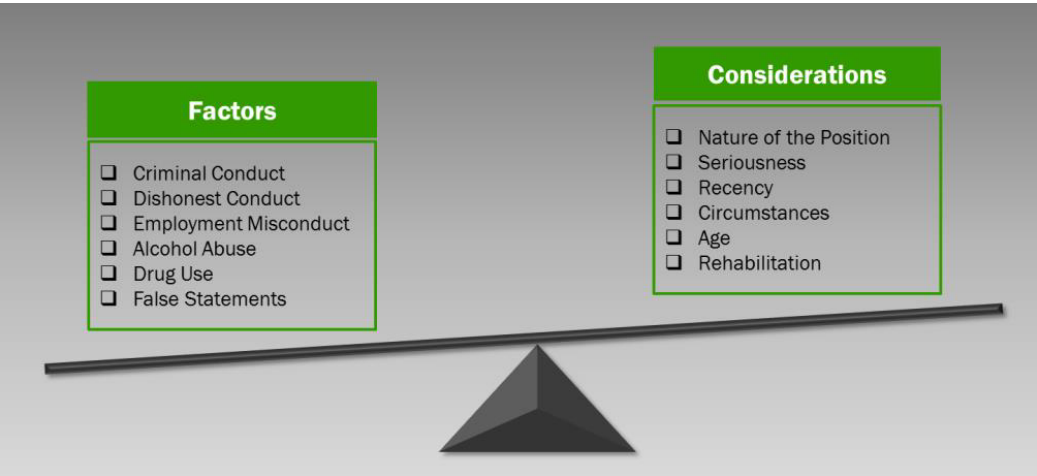 Factors
Criminal Conduct
Dishonest Conduct
Employment Misconduct
Alcohol Abuse
Drug Use
False Statements
Considerations
Nature of the Position
Seriousness
Recency
Circumstances
Age
Rehabilitation